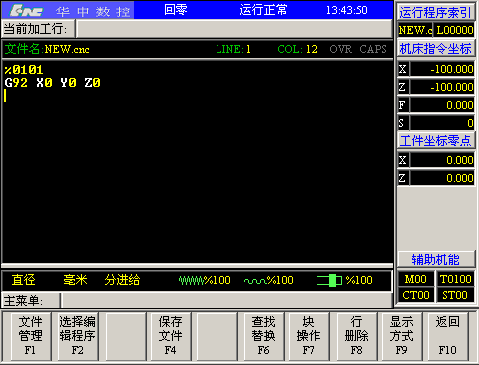 CNC 华中数控 回零 运行正常 13:43:50 运行程序索引
当前加工行: NEW.c L00000
文件名:NEW.cnc LINE: 1 COL: 12 OVR CAPS 机床指令坐标
%0101
G92 X0 Y0 Z0
X -100.000
Z -100.000
F 0.000
S 0
工件坐标零点
X 0.000
Z 0.000
辅助机能
M00 T0100
CT00 ST00
直径 毫米 分进给 %100 %100 %100
主菜单:
文件管理 F1
选择编辑程序 F2
保存文件 F4
查找替换 F6
块操作 F7
行删除 F8
显示方式 F9
返回 F10